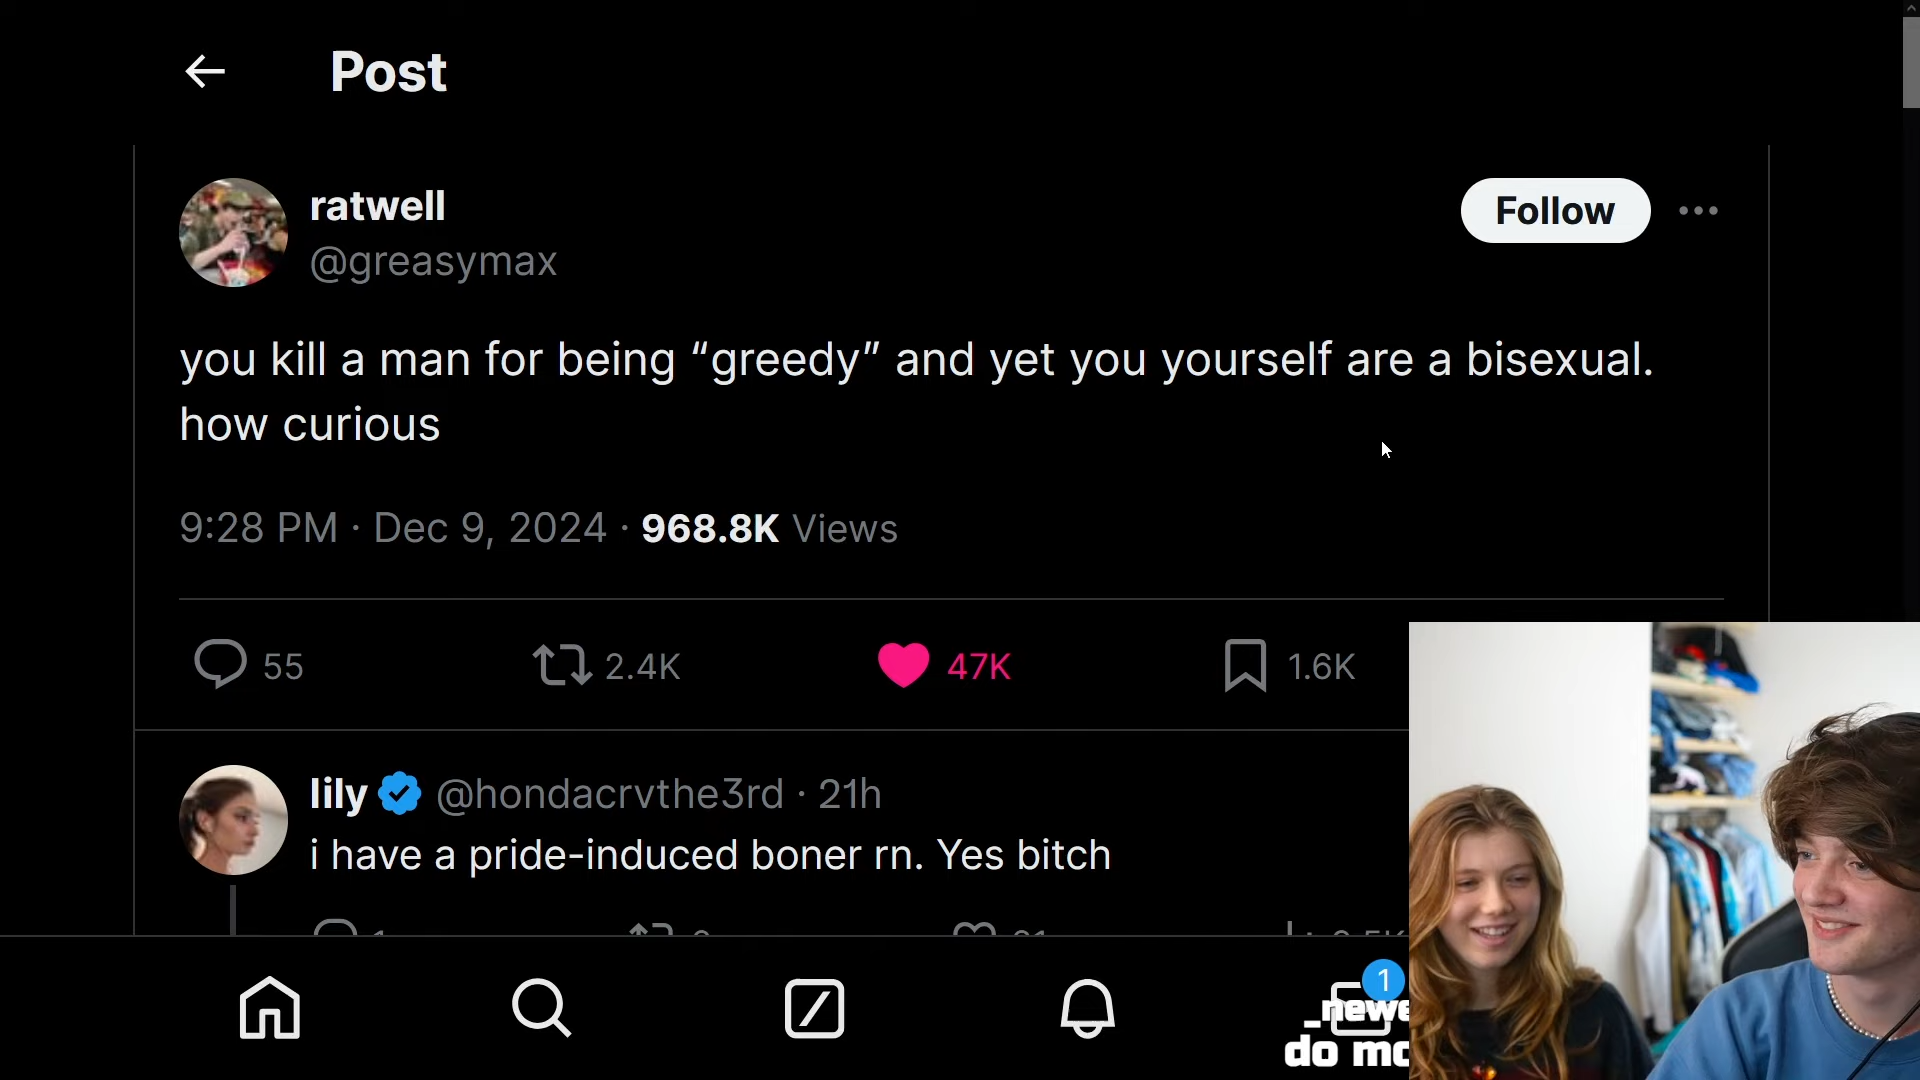 Post
ratwell
@greasymax
Follow
you kill a man for being “greedy” and yet you yourself are a bisexual.
how curious
9:28 PM · Dec 9, 2024 · 968.8K Views
55
2.4K
47K
1.6K
lily @hondacrvthe3rd · 21h
i have a pride-induced boner rn. Yes bitch
1
_newe
do mo